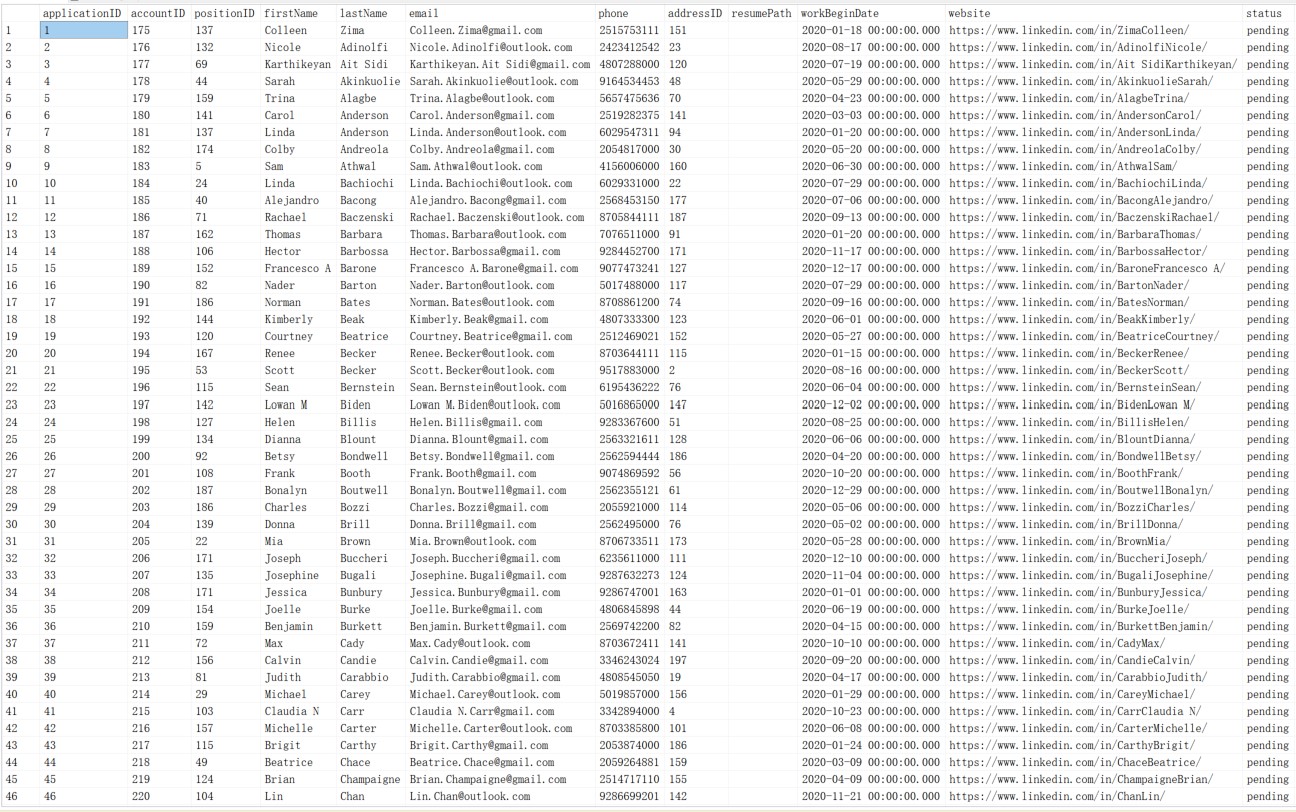 applicationID accountID positionID firstName lastName email phone addressID resumePath workBeginDate website status
1 1 175 137 Colleen Zima Colleen.Zima@gmail.com 2515753111 151 2020-01-18 00:00:00.000 https://www.linkedin.com/in/ZimaColleen/ pending
2 2 176 132 Nicole Adinolfi Nicole.Adinolfi@outlook.com 2423412542 23 2020-08-17 00:00:00.000 https://www.linkedin.com/in/AdinolfiNicole/ pending
3 3 177 69 Karthikeyan Ait Sidi Karthikeyan.Ait Sidi@gmail.com 4807288000 120 2020-07-19 00:00:00.000 https://www.linkedin.com/in/Ait SidiKarthikeyan/ pending
4 4 178 44 Sarah Akinkuolie Sarah.Akinkuolie@outlook.com 9164534453 48 2020-05-29 00:00:00.000 https://www.linkedin.com/in/AkinkuolieSarah/ pending
5 5 179 159 Trina Alagbe Trina.Alagbe@outlook.com 5657475636 70 2020-04-23 00:00:00.000 https://www.linkedin.com/in/AlagbeTrina/ pending
6 6 180 141 Carol Anderson Carol.Anderson@outlook.com 2519282375 141 2020-03-03 00:00:00.000 https://www.linkedin.com/in/AndersonCarol/ pending
7 7 181 137 Linda Anderson Linda.Anderson@outlook.com 6029547311 94 2020-01-20 00:00:00.000 https://www.linkedin.com/in/AndersonLinda/ pending
8 8 182 174 Colby Andreola Colby.Andreola@gmail.com 2054817000 30 2020-05-20 00:00:00.000 https://www.linkedin.com/in/AndreolaColby/ pending
9 9 183 5 Sam Athwal Sam.Athwal@outlook.com 4156006000 160 2020-06-30 00:00:00.000 https://www.linkedin.com/in/AthwalSam/ pending
10 10 184 24 Linda Bachiochi Linda.Bachiochi@outlook.com 6029331000 22 2020-07-29 00:00:00.000 https://www.linkedin.com/in/BachiochiLinda/ pending
11 11 185 40 Alejandro Bacong Alejandro.Bacong@gmail.com 2568453150 177 2020-07-06 00:00:00.000 https://www.linkedin.com/in/BacongAlejandro/ pending
12 12 186 71 Rachael Baczenski Rachael.Baczenski@outlook.com 8705844111 187 2020-09-13 00:00:00.000 https://www.linkedin.com/in/BaczenskiRachael/ pending
13 13 187 162 Thomas Barbara Thomas.Barbara@outlook.com 7076511000 91 2020-01-20 00:00:00.000 https://www.linkedin.com/in/BarbaraThomas/ pending
14 14 188 106 Hector Barbossa Hector.Barbossa@gmail.com 9284452700 171 2020-11-17 00:00:00.000 https://www.linkedin.com/in/BarbossaHector/ pending
15 15 189 152 Francesco A Barone Francesco A.Barone@gmail.com 9077473241 127 2020-12-17 00:00:00.000 https://www.linkedin.com/in/BaroneFrancesco A/ pending
16 16 190 82 Nader Barton Nader.Barton@outlook.com 5017488000 117 2020-07-29 00:00:00.000 https://www.linkedin.com/in/BartonNader/ pending
17 17 191 186 Norman Bates Norman.Bates@outlook.com 8708861200 74 2020-09-16 00:00:00.000 https://www.linkedin.com/in/BatesNorman/ pending
18 18 192 144 Kimberly Beak Kimberly.Beak@gmail.com 4807333300 123 2020-06-01 00:00:00.000 https://www.linkedin.com/in/BeakKimberly/ pending
19 19 193 120 Courtney Beatrice Courtney.Beatrice@gmail.com 2512469021 152 2020-05-27 00:00:00.000 https://www.linkedin.com/in/BeatriceCourtney/ pending
20 20 194 167 Renee Becker Renee.Becker@outlook.com 8703644111 115 2020-01-15 00:00:00.000 https://www.linkedin.com/in/BeckerRenee/ pending
21 21 195 53 Scott Becker Scott.Becker@outlook.com 9517883000 2 2020-08-16 00:00:00.000 https://www.linkedin.com/in/BeckerScott/ pending
22 22 196 115 Sean Bernstein Sean.Bernstein@outlook.com 6195436222 76 2020-06-04 00:00:00.000 https://www.linkedin.com/in/BernsteinSean/ pending
23 23 197 142 Lowan M Biden Lowan M.Biden@outlook.com 5016865000 147 2020-12-02 00:00:00.000 https://www.linkedin.com/in/BidenLowan M/ pending
24 24 198 127 Helen Billis Helen.Billis@gmail.com 9283367600 51 2020-08-25 00:00:00.000 https://www.linkedin.com/in/BillisHelen/ pending
25 25 199 134 Dianna Blount Dianna.Blount@gmail.com 2563321611 128 2020-06-06 00:00:00.000 https://www.linkedin.com/in/BlountDianna/ pending
26 26 200 92 Betsy Bondwell Betsy.Bondwell@gmail.com 2562594444 186 2020-04-20 00:00:00.000 https://www.linkedin.com/in/BondwellBetsy/ pending
27 27 201 108 Frank Booth Frank.Booth@gmail.com 9074869592 56 2020-10-20 00:00:00.000 https://www.linkedin.com/in/BoothFrank/ pending
28 28 202 187 Bonalyn Boutwell Bonalyn.Boutwell@gmail.com 2562355121 61 2020-12-29 00:00:00.000 https://www.linkedin.com/in/BoutwellBonalyn/ pending
29 29 203 186 Charles Bozzi Charles.Bozzi@gmail.com 2055921000 114 2020-05-06 00:00:00.000 https://www.linkedin.com/in/BozziCharles/ pending
30 30 204 139 Donna Brill Donna.Brill@gmail.com 2562495000 76 2020-05-02 00:00:00.000 https://www.linkedin.com/in/BrillDonna/ pending
31 31 205 22 Mia Brown Mia.Brown@outlook.com 8706733511 173 2020-05-28 00:00:00.000 https://www.linkedin.com/in/BrownMia/ pending
32 32 206 171 Joseph Buccheri Joseph.Buccheri@gmail.com 6235611000 111 2020-12-10 00:00:00.000 https://www.linkedin.com/in/BuccheriJoseph/ pending
33 33 207 135 Josephine Bugali Josephine.Bugali@gmail.com 9287632273 124 2020-11-04 00:00:00.000 https://www.linkedin.com/in/BugaliJosephine/ pending
34 34 208 171 Jessica Bunbury Jessica.Bunbury@gmail.com 9286747001 163 2020-01-01 00:00:00.000 https://www.linkedin.com/in/BunburyJessica/ pending
35 35 209 154 Joelle Burke Joelle.Burke@gmail.com 4806845898 44 2020-06-19 00:00:00.000 https://www.linkedin.com/in/BurkeJoelle/ pending
36 36 210 159 Benjamin Burkett Benjamin.Burkett@gmail.com 2569742200 82 2020-04-15 00:00:00.000 https://www.linkedin.com/in/BurkettBenjamin/ pending
37 37 211 72 Max Cady Max.Cady@outlook.com 8703672411 141 2020-10-10 00:00:00.000 https://www.linkedin.com/in/CadyMax/ pending
38 38 212 156 Calvin Candie Calvin.Candie@gmail.com 3346243024 197 2020-09-20 00:00:00.000 https://www.linkedin.com/in/CandieCalvin/ pending
39 39 213 81 Judith Carabbio Judith.Carabbio@gmail.com 4808545050 19 2020-04-17 00:00:00.000 https://www.linkedin.com/in/CarabbioJudith/ pending
40 40 214 29 Michael Carey Michael.Carey@outlook.com 5019857000 156 2020-01-29 00:00:00.000 https://www.linkedin.com/in/CareyMichael/ pending
41 41 215 103 Claudia N Carr Claudia N.Carr@gmail.com 3342894000 4 2020-10-23 00:00:00.000 https://www.linkedin.com/in/CarrClaudia N/ pending
42 42 216 157 Michelle Carter Michelle.Carter@outlook.com 8703385800 101 2020-06-08 00:00:00.000 https://www.linkedin.com/in/CarterMichelle/ pending
43 43 217 115 Brigit Carthy Brigit.Carthy@gmail.com 2053874000 186 2020-01-24 00:00:00.000 https://www.linkedin.com/in/CarthyBrigit/ pending
44 44 218 49 Beatrice Chace Beatrice.Chace@outlook.com 2059264881 159 2020-03-09 00:00:00.000 https://www.linkedin.com/in/ChaceBeatrice/ pending
45 45 219 124 Brian Champaigne Brian.Champaigne@gmail.com 2514717110 155 2020-04-09 00:00:00.000 https://www.linkedin.com/in/ChampaigneBrian/ pending
46 46 220 104 Lin Chan Lin.Chan@outlook.com 9286699201 142 2020-11-21 00:00:00.000 https://www.linkedin.com/in/ChanLin/ pending